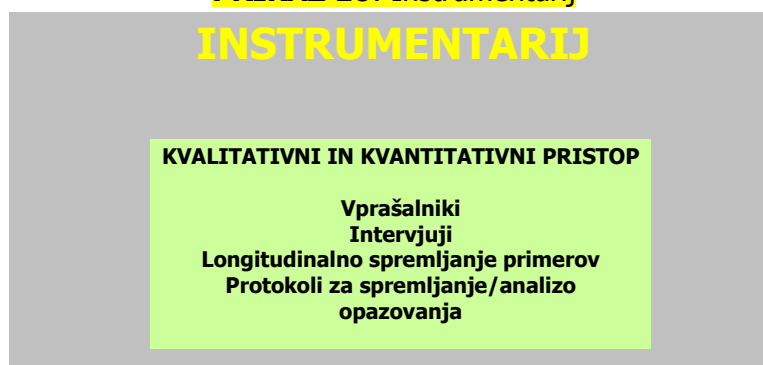 INSTRUMENTARIJ
KVALITATIVNI IN KVANTITATIVNI PRISTOP
Vprašalniki
Intervjuji
Longitudinalno spremljanje primerov
Protokoli za spremljanje/analizo
opazovanja